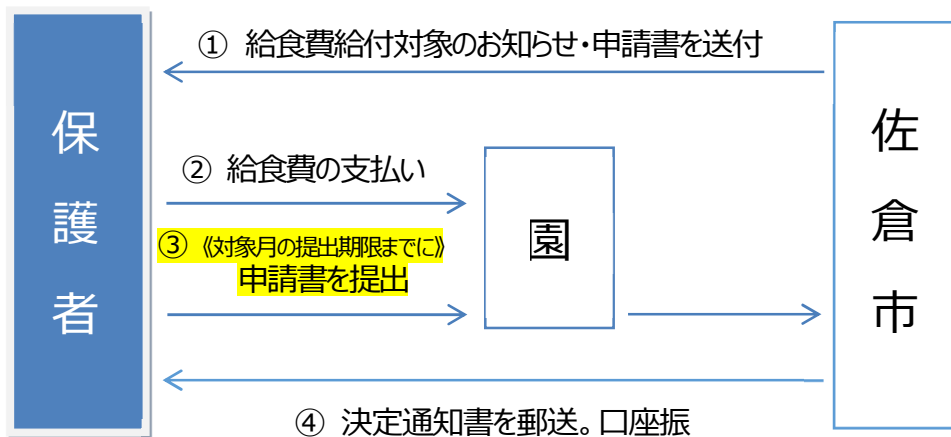 ① 給食費給付対象のお知らせ・申請書を送付
保護者
佐倉市
② 給食費の支払い
園
③ 《対象月の提出期限までに》
申請書を提出
④ 決定通知書を郵送。口座振